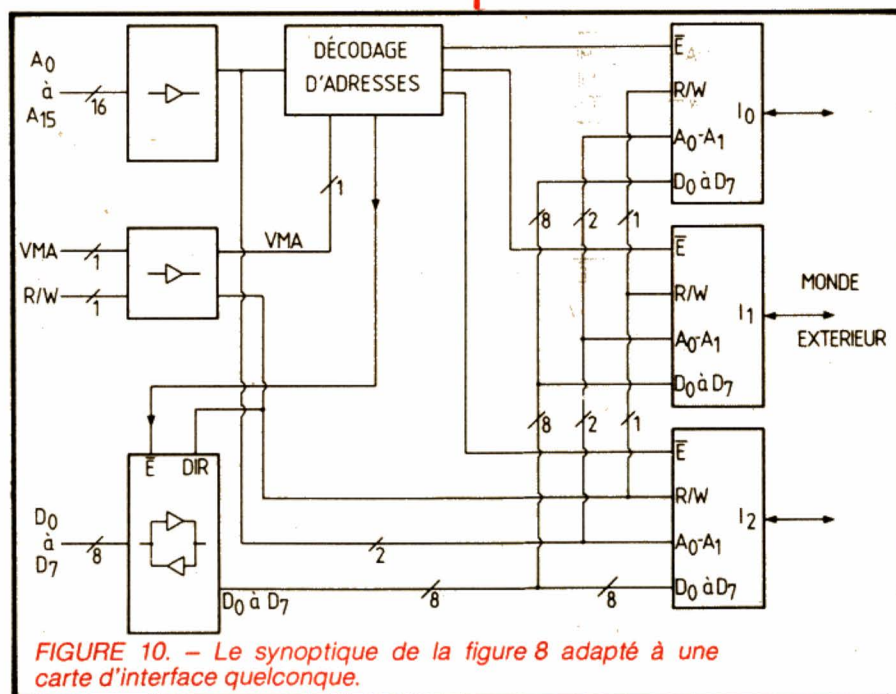 A0
à
A15
16
DÉCODAGE
D'ADRESSES
E̅
R/W
A0-A1
D0 à D7
I0
1
8
2
1
VMA
1
VMA
R/W
1
E̅
R/W
A0-A1
D0 à D7
I1
MONDE
EXTERIEUR
8
2
1
E̅
DIR
D0
à
D7
8
2
D0 à D7
8
8
E̅
R/W
A0-A1
D0 à D7
I2
FIGURE 10. – Le synoptique de la figure 8 adapté à une
carte d'interface quelconque.